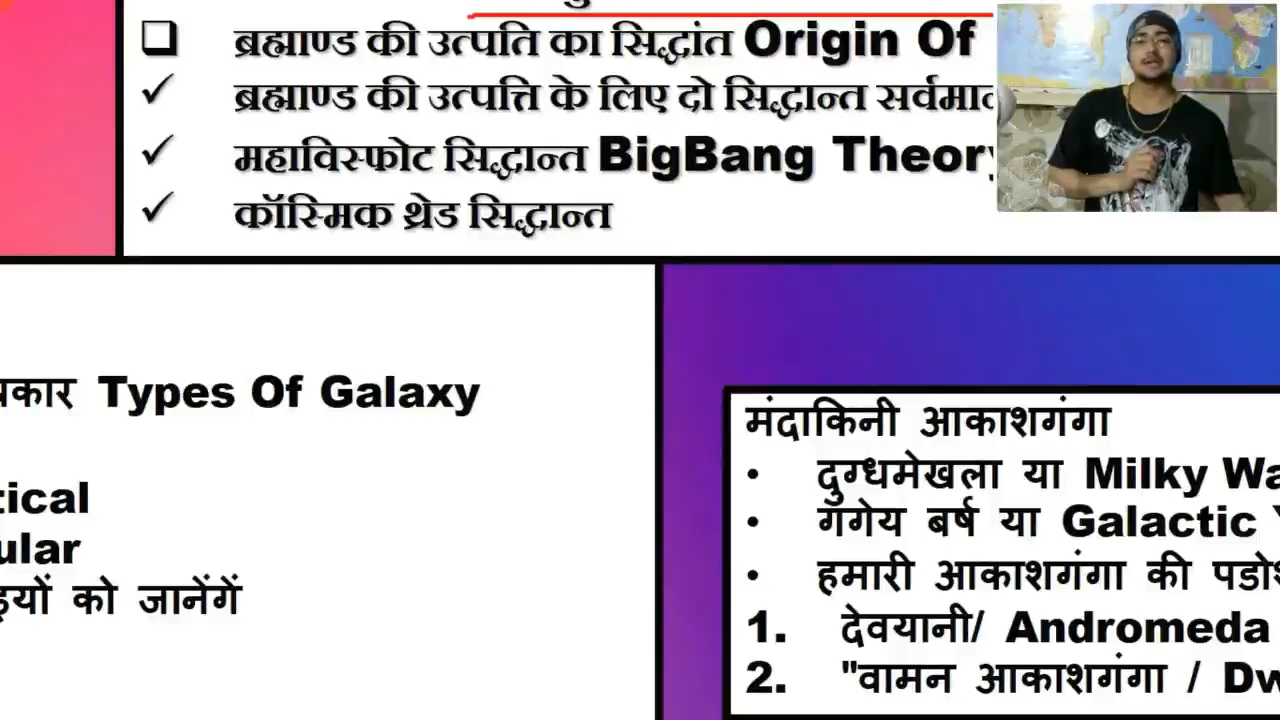 ब्रह्माण्ड की उत्पति का सिद्धांत Origin Of
ब्रह्माण्ड की उत्पत्ति के लिए दो सिद्धान्त
महाविस्फोट सिद्धान्त BigBang Theory
कॉस्मिक थ्रेड सिद्धान्त
Types Of Galaxy
को जानेंगें
मंदाकिनी आकाशगंगा
• दुग्धमेखला या Milky
• गंगेय बर्ष या Galactic
• हमारी आकाशगंगा की
1. देवयानी/ Andromeda
2. "वामन आकाशगंगा /